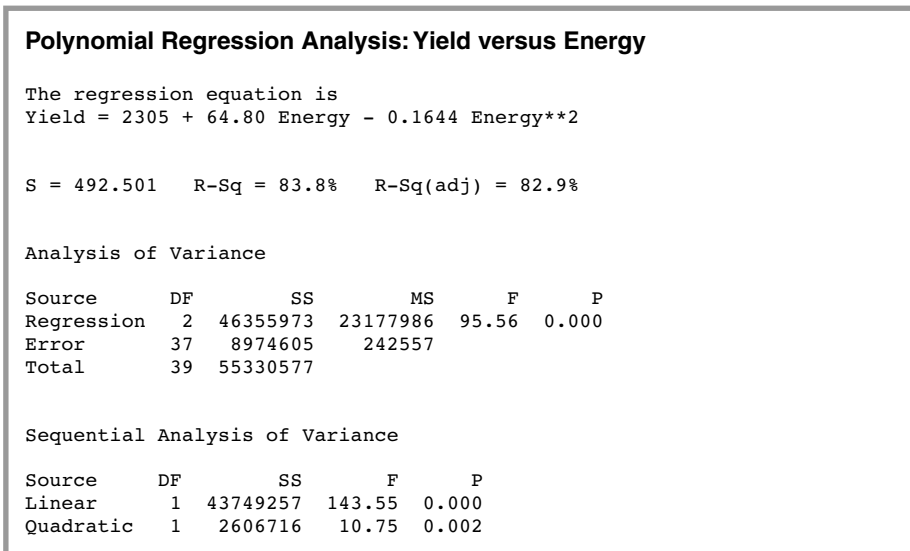 Polynomial Regression Analysis: Yield versus Energy
The regression equation is
Yield = 2305 + 64.80 Energy - 0.1644 Energy**2
S = 492.501   R-Sq = 83.8%   R-Sq(adj) = 82.9%
Analysis of Variance
Source      DF        SS        MS      F      P
Regression   2  46355973  23177986  95.56  0.000
Error       37   8974605    242557
Total       39  55330577
Sequential Analysis of Variance
Source     DF        SS       F      P
Linear      1  43749257  143.55  0.000
Quadratic   1   2606716   10.75  0.002